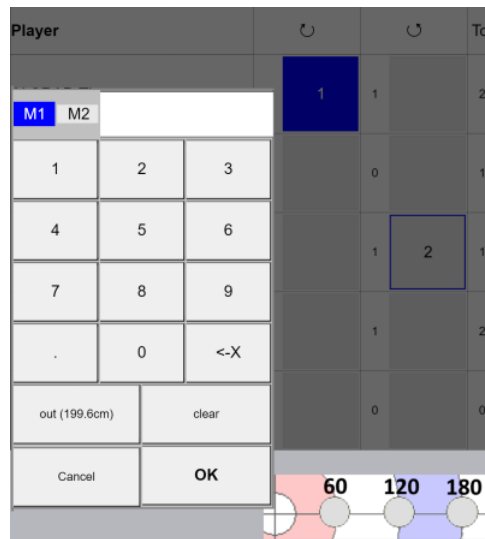 Player ↻ ↺ To
1 1 2
M1 M2
1 2 3
0 1
4 5 6
1 2 1
7 8 9
1 2
. 0 <-X
out (199.6cm) clear
0 0
Cancel OK
60 120 180